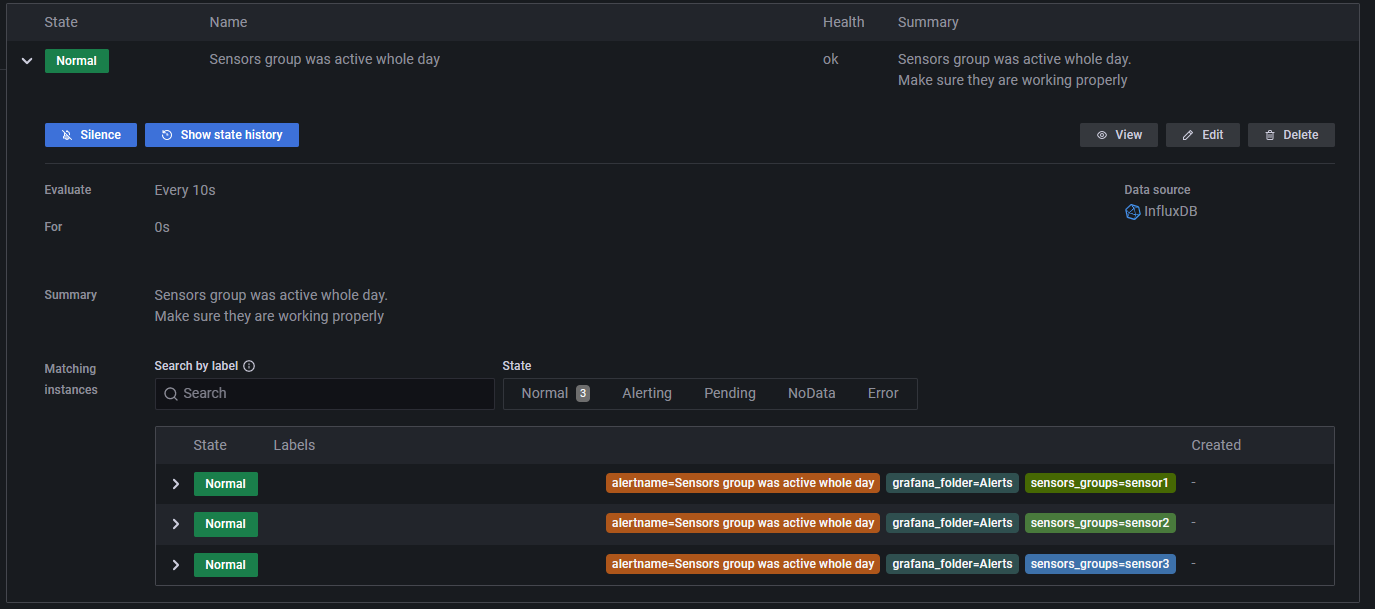 State Name Health Summary
Normal Sensors group was active whole day ok Sensors group was active whole day.
Make sure they are working properly
Silence Show state history View Edit Delete
Evaluate Every 10s Data source
InfluxDB
For 0s
Summary Sensors group was active whole day.
Make sure they are working properly
Matching instances
Search by label State
Search Normal 3 Alerting Pending NoData Error
State Labels Created
Normal alertname=Sensors group was active whole day grafana_folder=Alerts sensors_groups=sensor1 -
Normal alertname=Sensors group was active whole day grafana_folder=Alerts sensors_groups=sensor2 -
Normal alertname=Sensors group was active whole day grafana_folder=Alerts sensors_groups=sensor3 -